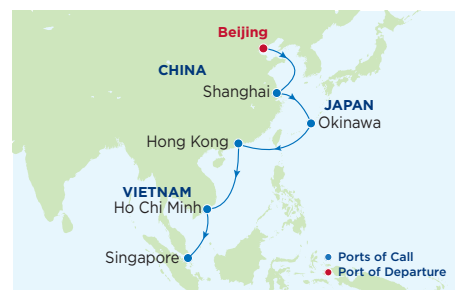 Beijing
CHINA
Shanghai
JAPAN
Okinawa
Hong Kong
VIETNAM
Ho Chi Minh
Singapore
Ports of Call
Port of Departure